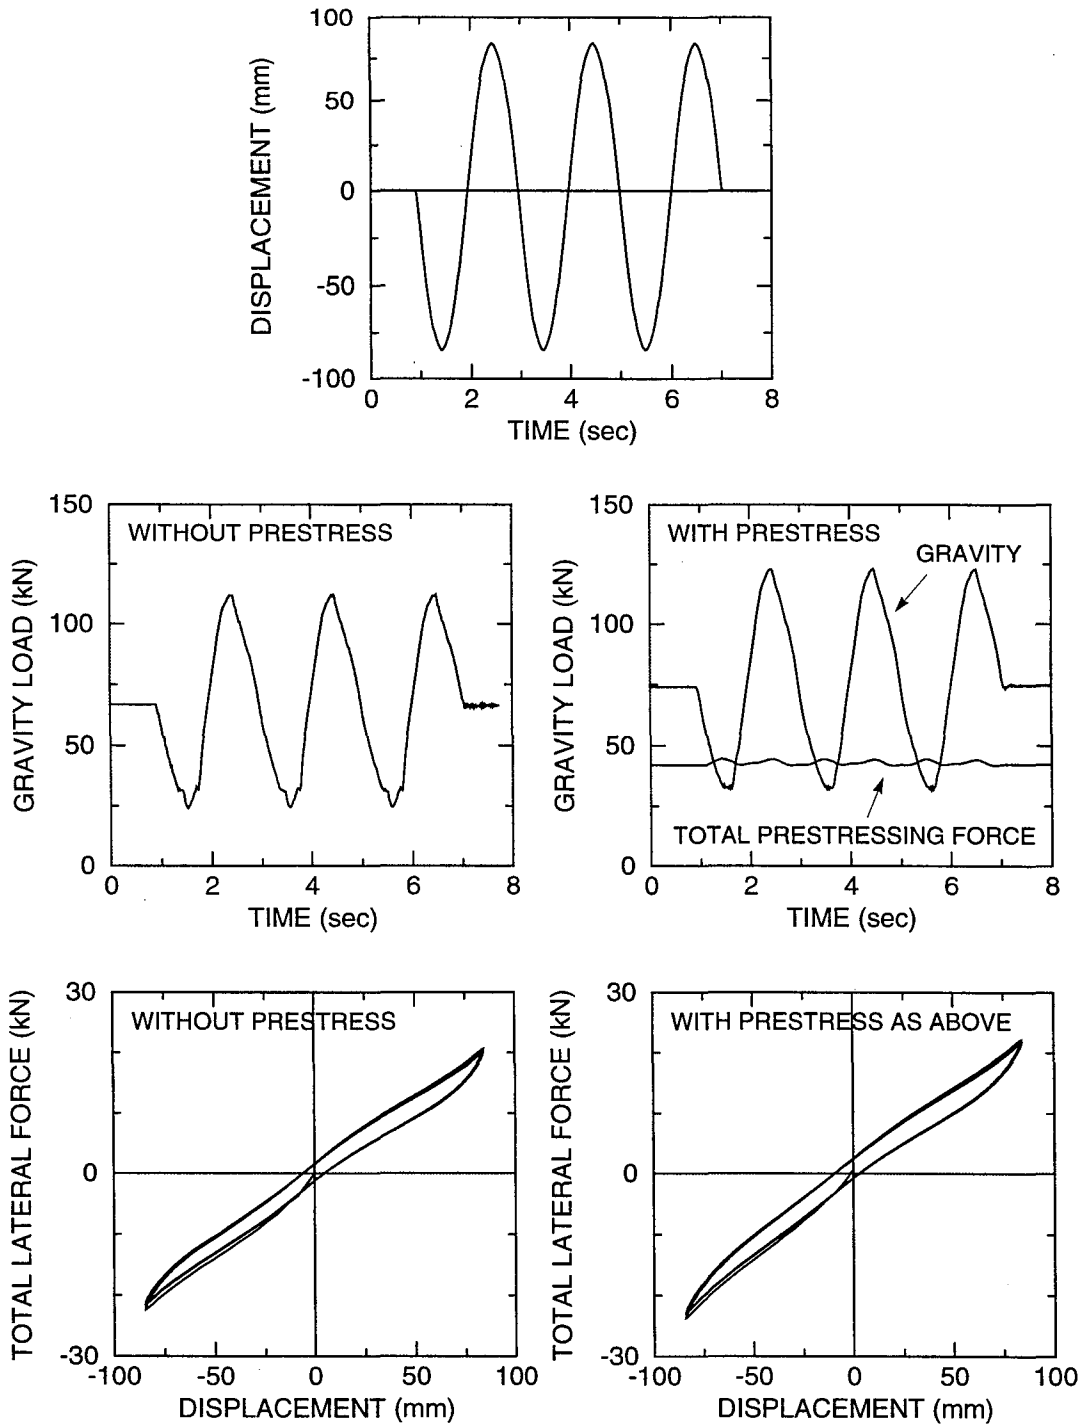 100
50
0
-50
-100
DISPLACEMENT (mm)
0 2 4 6 8
TIME (sec)
150
100
50
0
GRAVITY LOAD (kN)
WITHOUT PRESTRESS
0 2 4 6 8
TIME (sec)
150
100
50
0
GRAVITY LOAD (kN)
WITH PRESTRESS
GRAVITY
TOTAL PRESTRESSING FORCE
0 2 4 6 8
TIME (sec)
30
0
-30
TOTAL LATERAL FORCE (kN)
WITHOUT PRESTRESS
-100 -50 0 50 100
DISPLACEMENT (mm)
30
0
-30
TOTAL LATERAL FORCE (kN)
WITH PRESTRESS AS ABOVE
-100 -50 0 50 100
DISPLACEMENT (mm)